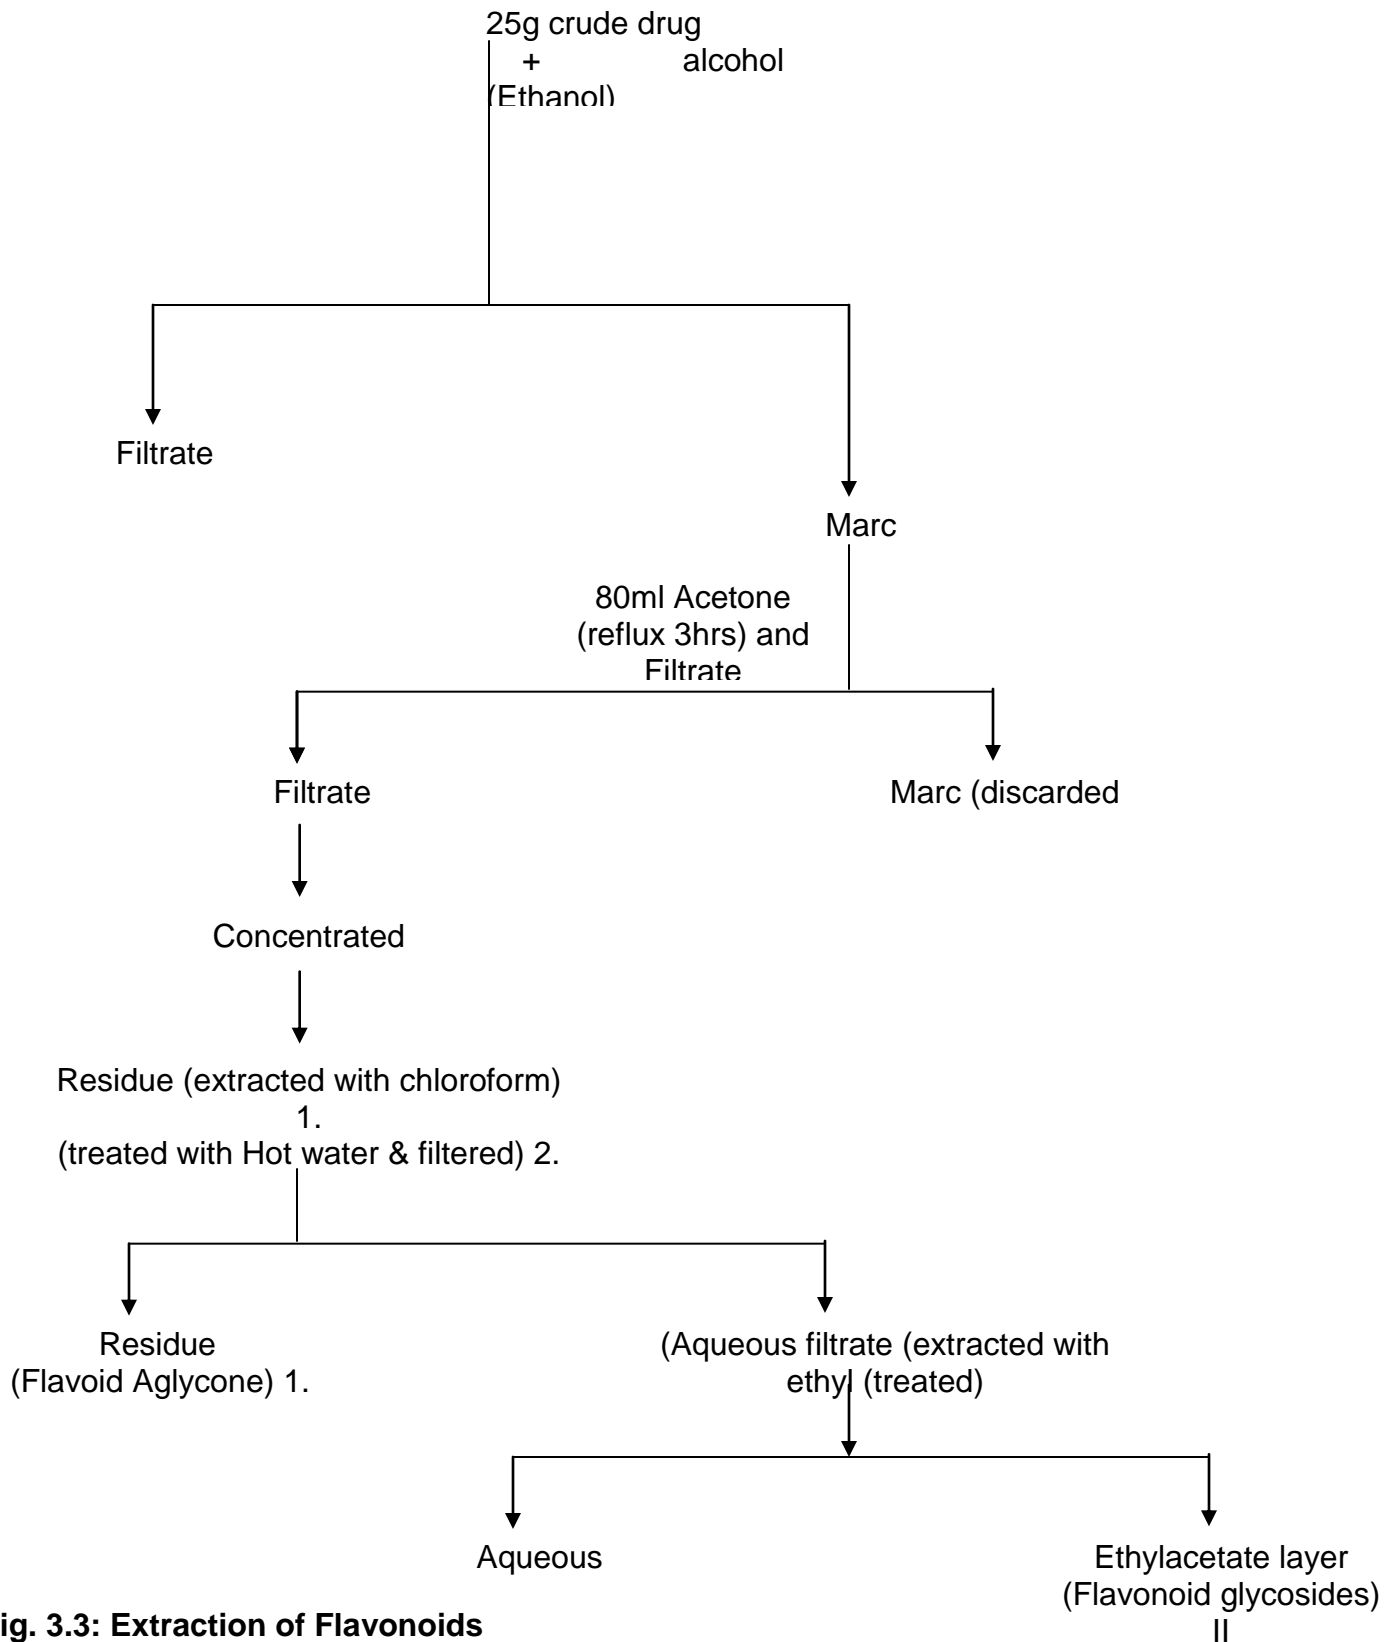 25g crude drug
+ alcohol
(Ethanol)
Filtrate
Marc
80ml Acetone
(reflux 3hrs) and
Filtrate
Filtrate
Marc (discarded
Concentrated
Residue (extracted with chloroform)
1.
(treated with Hot water & filtered) 2.
Residue
(Flavoid Aglycone) 1.
(Aqueous filtrate (extracted with
ethyl (treated)
Aqueous
Ethylacetate layer
(Flavonoid glycosides)
II
ig. 3.3: Extraction of Flavonoids